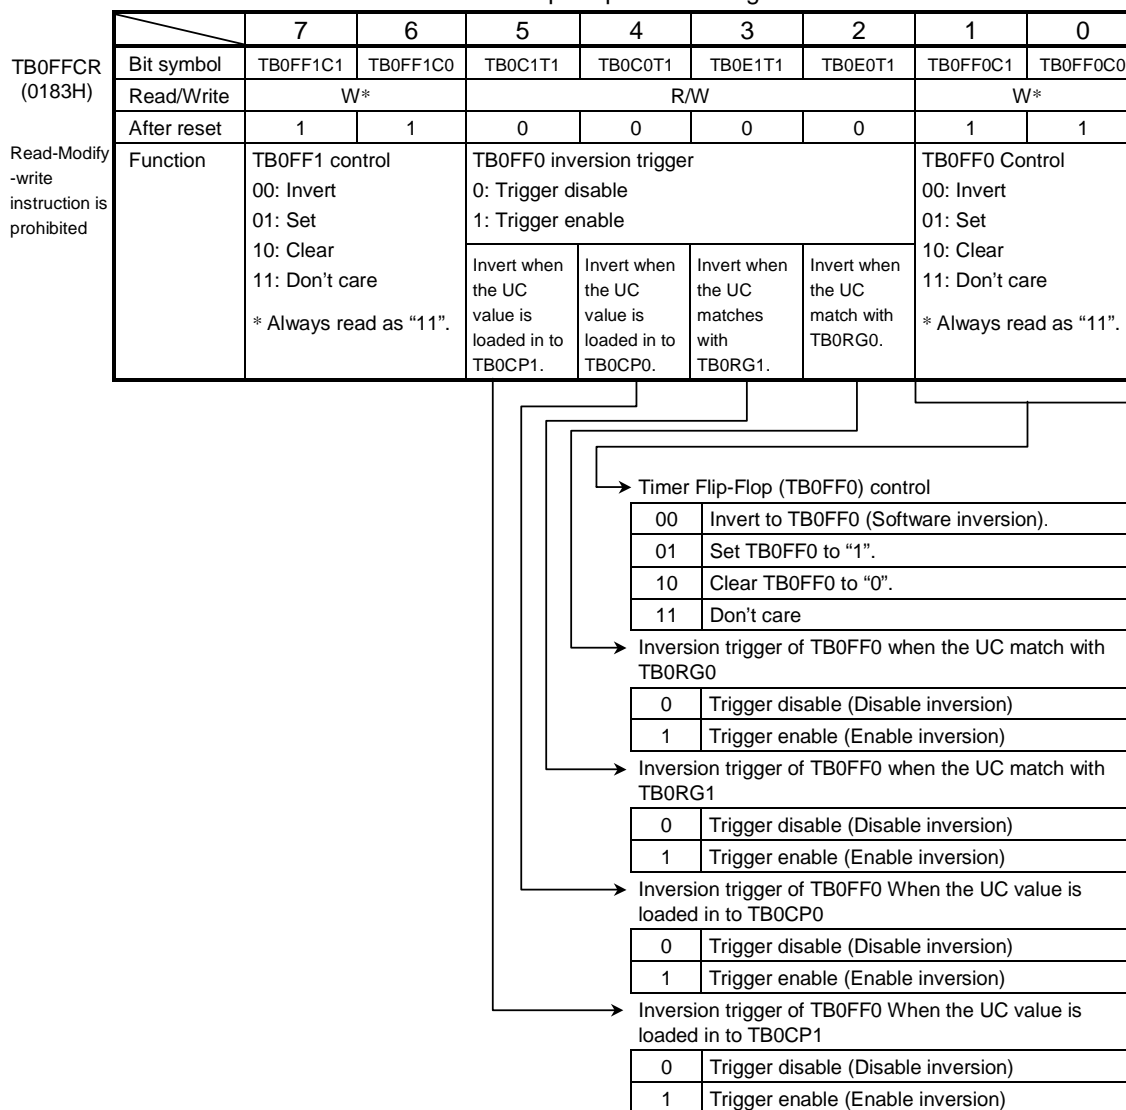 7 6 5 4 3 2 1 0
TB0FFCR
(0183H)
Bit symbol TB0FF1C1 TB0FF1C0 TB0C1T1 TB0C0T1 TB0E1T1 TB0E0T1 TB0FF0C1 TB0FF0C0
Read/Write W* R/W W*
After reset 1 1 0 0 0 0 1 1
Read-Modify
-write
instruction is
prohibited
Function
TB0FF1 control
00: Invert
01: Set
10: Clear
11: Don't care
* Always read as “11”.
TB0FF0 inversion trigger
0: Trigger disable
1: Trigger enable
Invert when
the UC
value is
loaded in to
TB0CP1.
Invert when
the UC
value is
loaded in to
TB0CP0.
Invert when
the UC
matches
with
TB0RG1.
Invert when
the UC
match with
TB0RG0.
TB0FF0 Control
00: Invert
01: Set
10: Clear
11: Don't care
* Always read as “11”.
Timer Flip-Flop (TB0FF0) control
00 Invert to TB0FF0 (Software inversion).
01 Set TB0FF0 to “1”.
10 Clear TB0FF0 to “0”.
11 Don't care
Inversion trigger of TB0FF0 when the UC match with
TB0RG0
0 Trigger disable (Disable inversion)
1 Trigger enable (Enable inversion)
Inversion trigger of TB0FF0 when the UC match with
TB0RG1
0 Trigger disable (Disable inversion)
1 Trigger enable (Enable inversion)
Inversion trigger of TB0FF0 When the UC value is
loaded in to TB0CP0
0 Trigger disable (Disable inversion)
1 Trigger enable (Enable inversion)
Inversion trigger of TB0FF0 When the UC value is
loaded in to TB0CP1
0 Trigger disable (Disable inversion)
1 Trigger enable (Enable inversion)